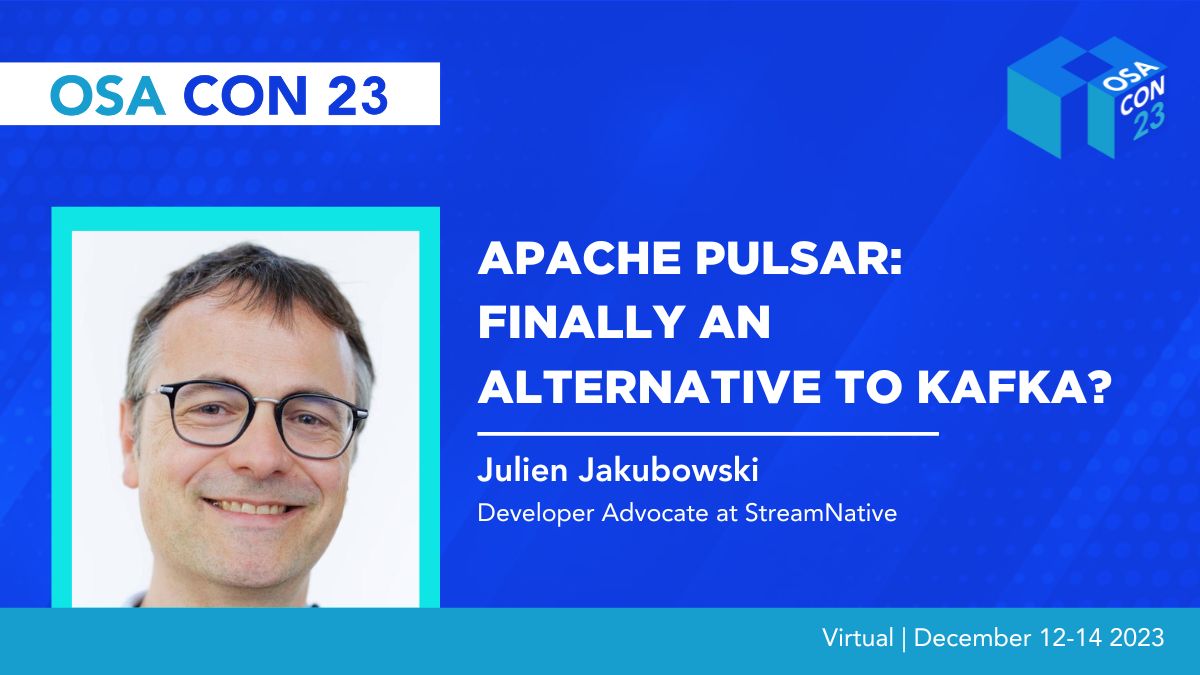 OSA CON 23
OSA
CON
23
APACHE PULSAR:
FINALLY AN
ALTERNATIVE TO KAFKA?
Julien Jakubowski
Developer Advocate at StreamNative
Virtual | December 12-14 2023